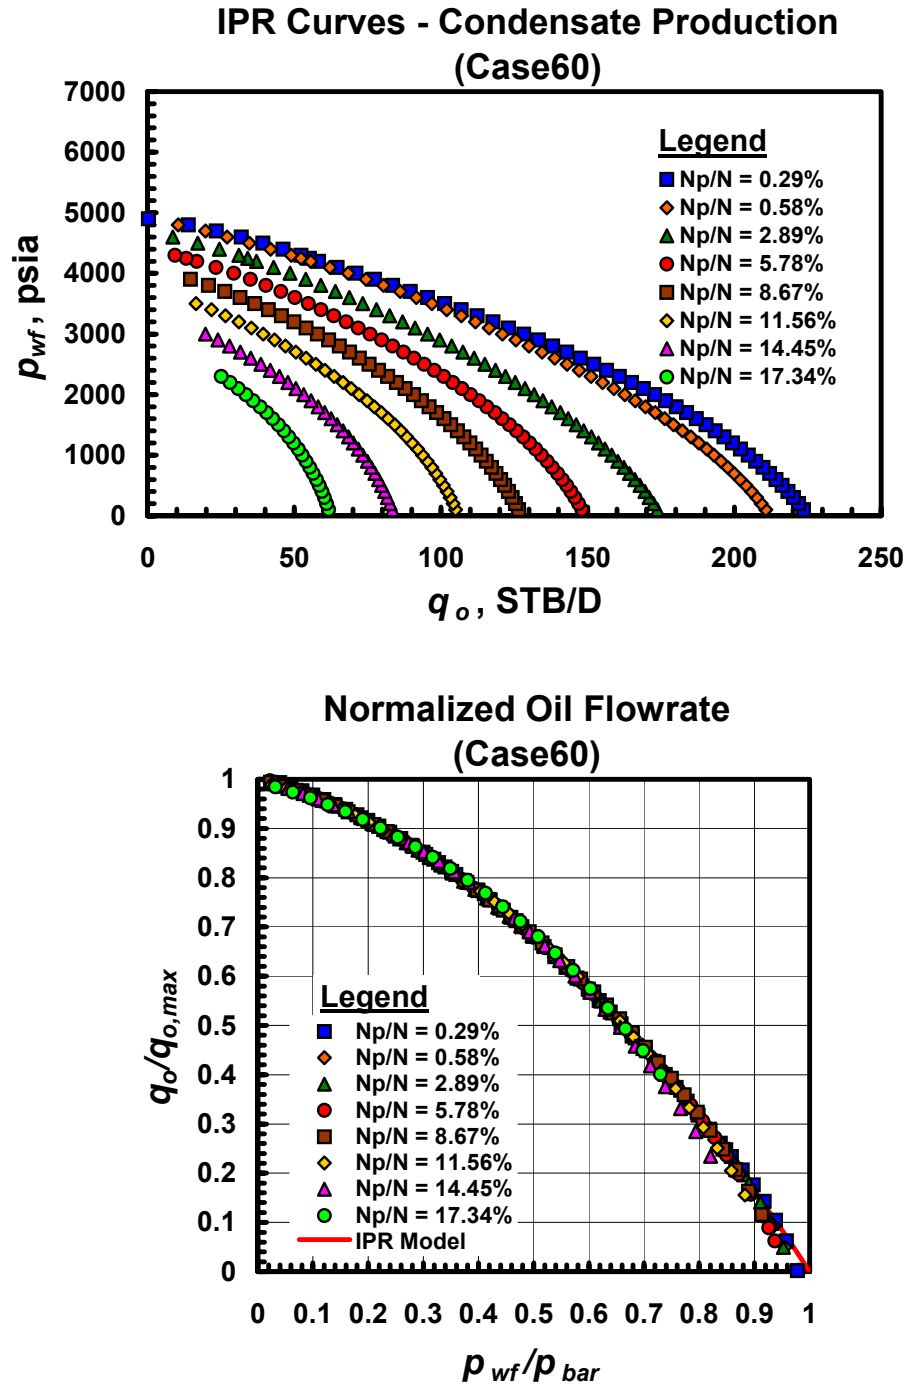 IPR Curves - Condensate Production
(Case60)
7000
6000
5000
4000
3000
2000
1000
0
p_wf, psia
Legend
Np/N = 0.29%
Np/N = 0.58%
Np/N = 2.89%
Np/N = 5.78%
Np/N = 8.67%
Np/N = 11.56%
Np/N = 14.45%
Np/N = 17.34%
0 50 100 150 200 250
q_o, STB/D
Normalized Oil Flowrate
(Case60)
1
0.9
0.8
0.7
0.6
0.5
0.4
0.3
0.2
0.1
0
q_o/q_o,max
Legend
Np/N = 0.29%
Np/N = 0.58%
Np/N = 2.89%
Np/N = 5.78%
Np/N = 8.67%
Np/N = 11.56%
Np/N = 14.45%
Np/N = 17.34%
IPR Model
0 0.1 0.2 0.3 0.4 0.5 0.6 0.7 0.8 0.9 1
p_wf/p_bar